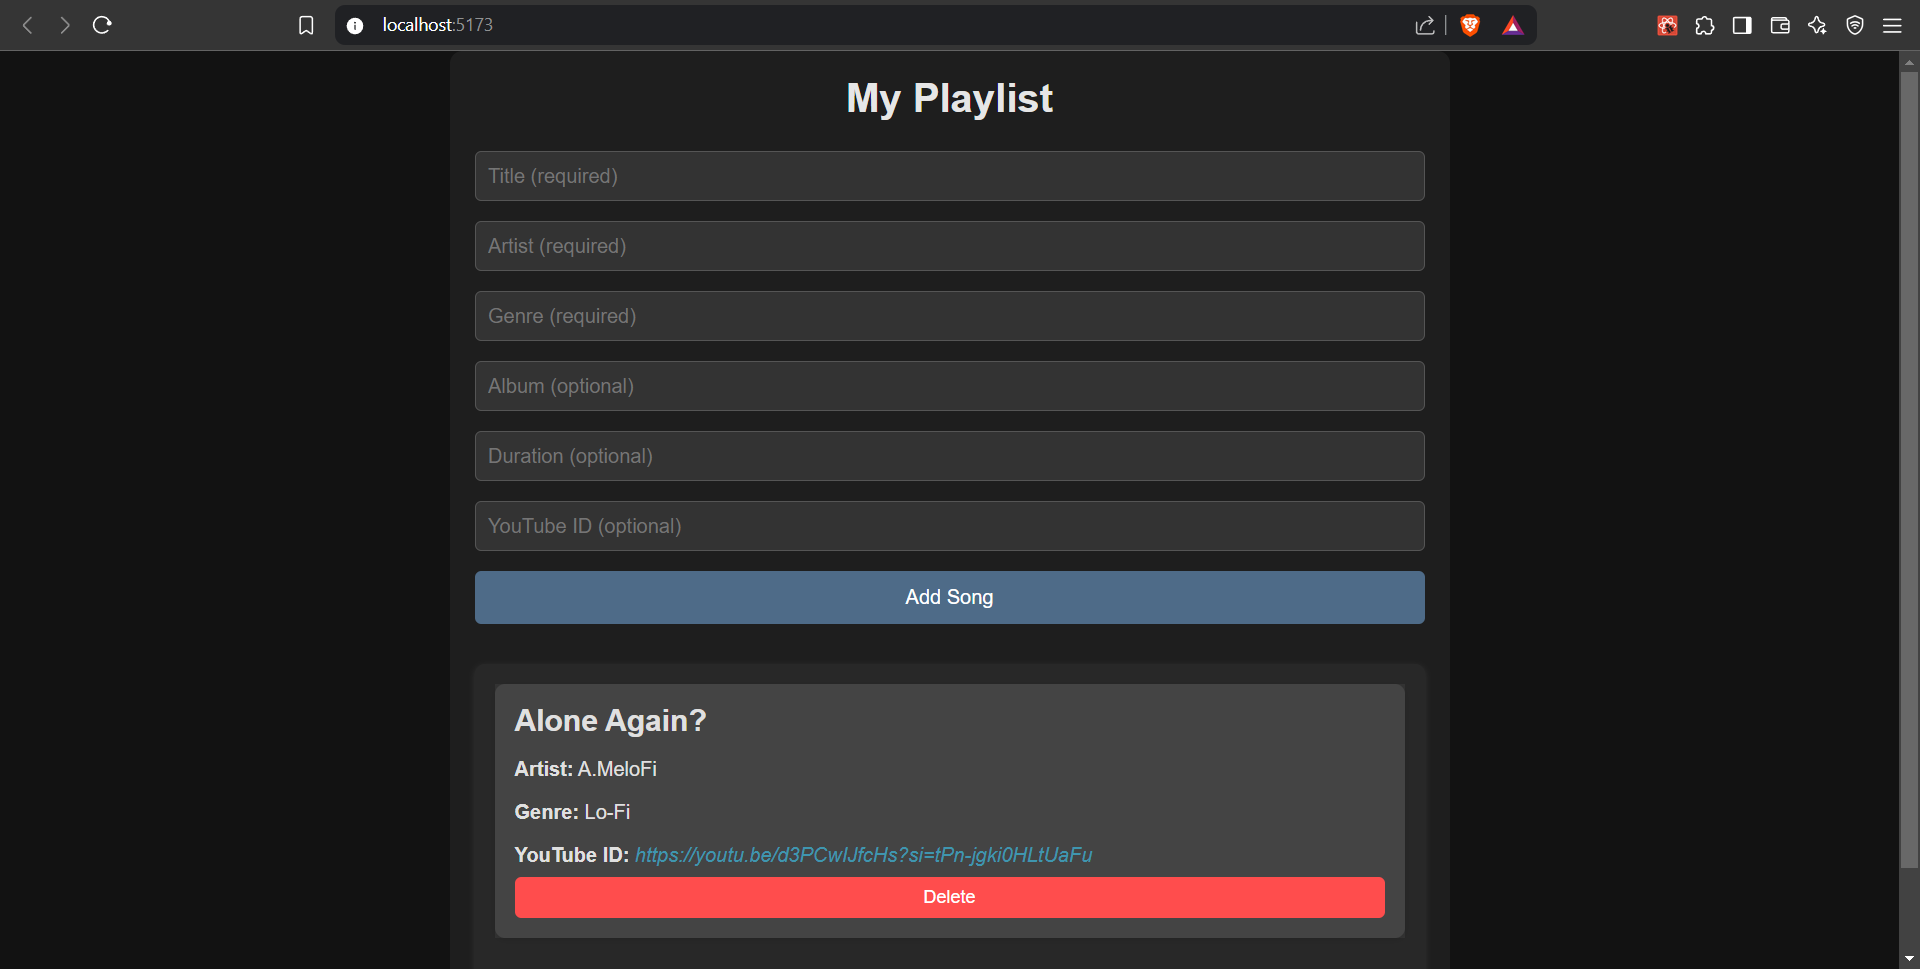 localhost:5173
My Playlist
Title (required)
Artist (required)
Genre (required)
Album (optional)
Duration (optional)
YouTube ID (optional)
Add Song
Alone Again?
Artist: A.MeloFi
Genre: Lo-Fi
YouTube ID: https://youtu.be/d3PCwIJfcHs?si=tPn-jgki0HLtUaFu
Delete